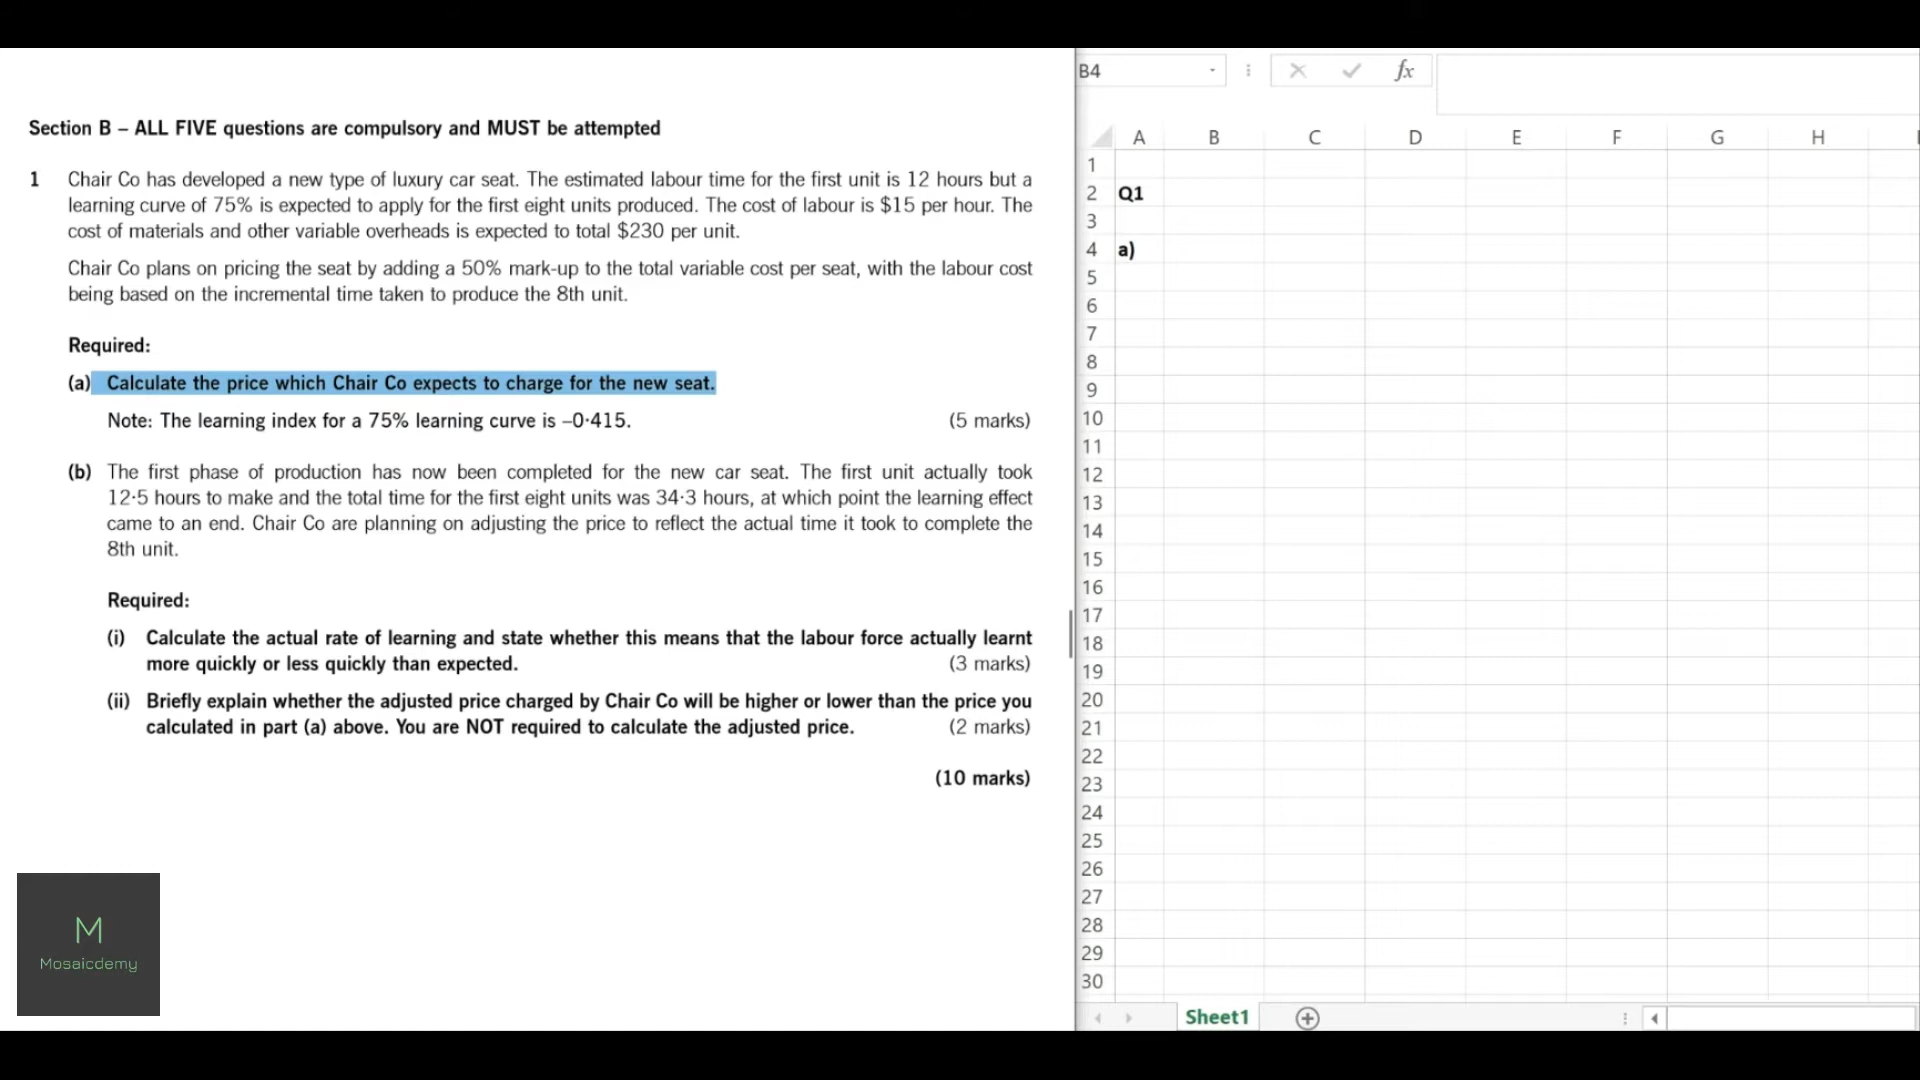 B4
fx
Section B – ALL FIVE questions are compulsory and MUST be attempted
1 Chair Co has developed a new type of luxury car seat. The estimated labour time for the first unit is 12 hours but a
learning curve of 75% is expected to apply for the first eight units produced. The cost of labour is $15 per hour. The
cost of materials and other variable overheads is expected to total $230 per unit.
Chair Co plans on pricing the seat by adding a 50% mark-up to the total variable cost per seat, with the labour cost
being based on the incremental time taken to produce the 8th unit.
Required:
(a) Calculate the price which Chair Co expects to charge for the new seat.
Note: The learning index for a 75% learning curve is –0·415. (5 marks)
(b) The first phase of production has now been completed for the new car seat. The first unit actually took
12·5 hours to make and the total time for the first eight units was 34·3 hours, at which point the learning effect
came to an end. Chair Co are planning on adjusting the price to reflect the actual time it took to complete the
8th unit.
Required:
(i) Calculate the actual rate of learning and state whether this means that the labour force actually learnt
more quickly or less quickly than expected. (3 marks)
(ii) Briefly explain whether the adjusted price charged by Chair Co will be higher or lower than the price you
calculated in part (a) above. You are NOT required to calculate the adjusted price. (2 marks)
(10 marks)
M
Mosaicdemy
A B C D E F G H
1
2 Q1
3
4 a)
5
6
7
8
9
10
11
12
13
14
15
16
17
18
19
20
21
22
23
24
25
26
27
28
29
30
Sheet1